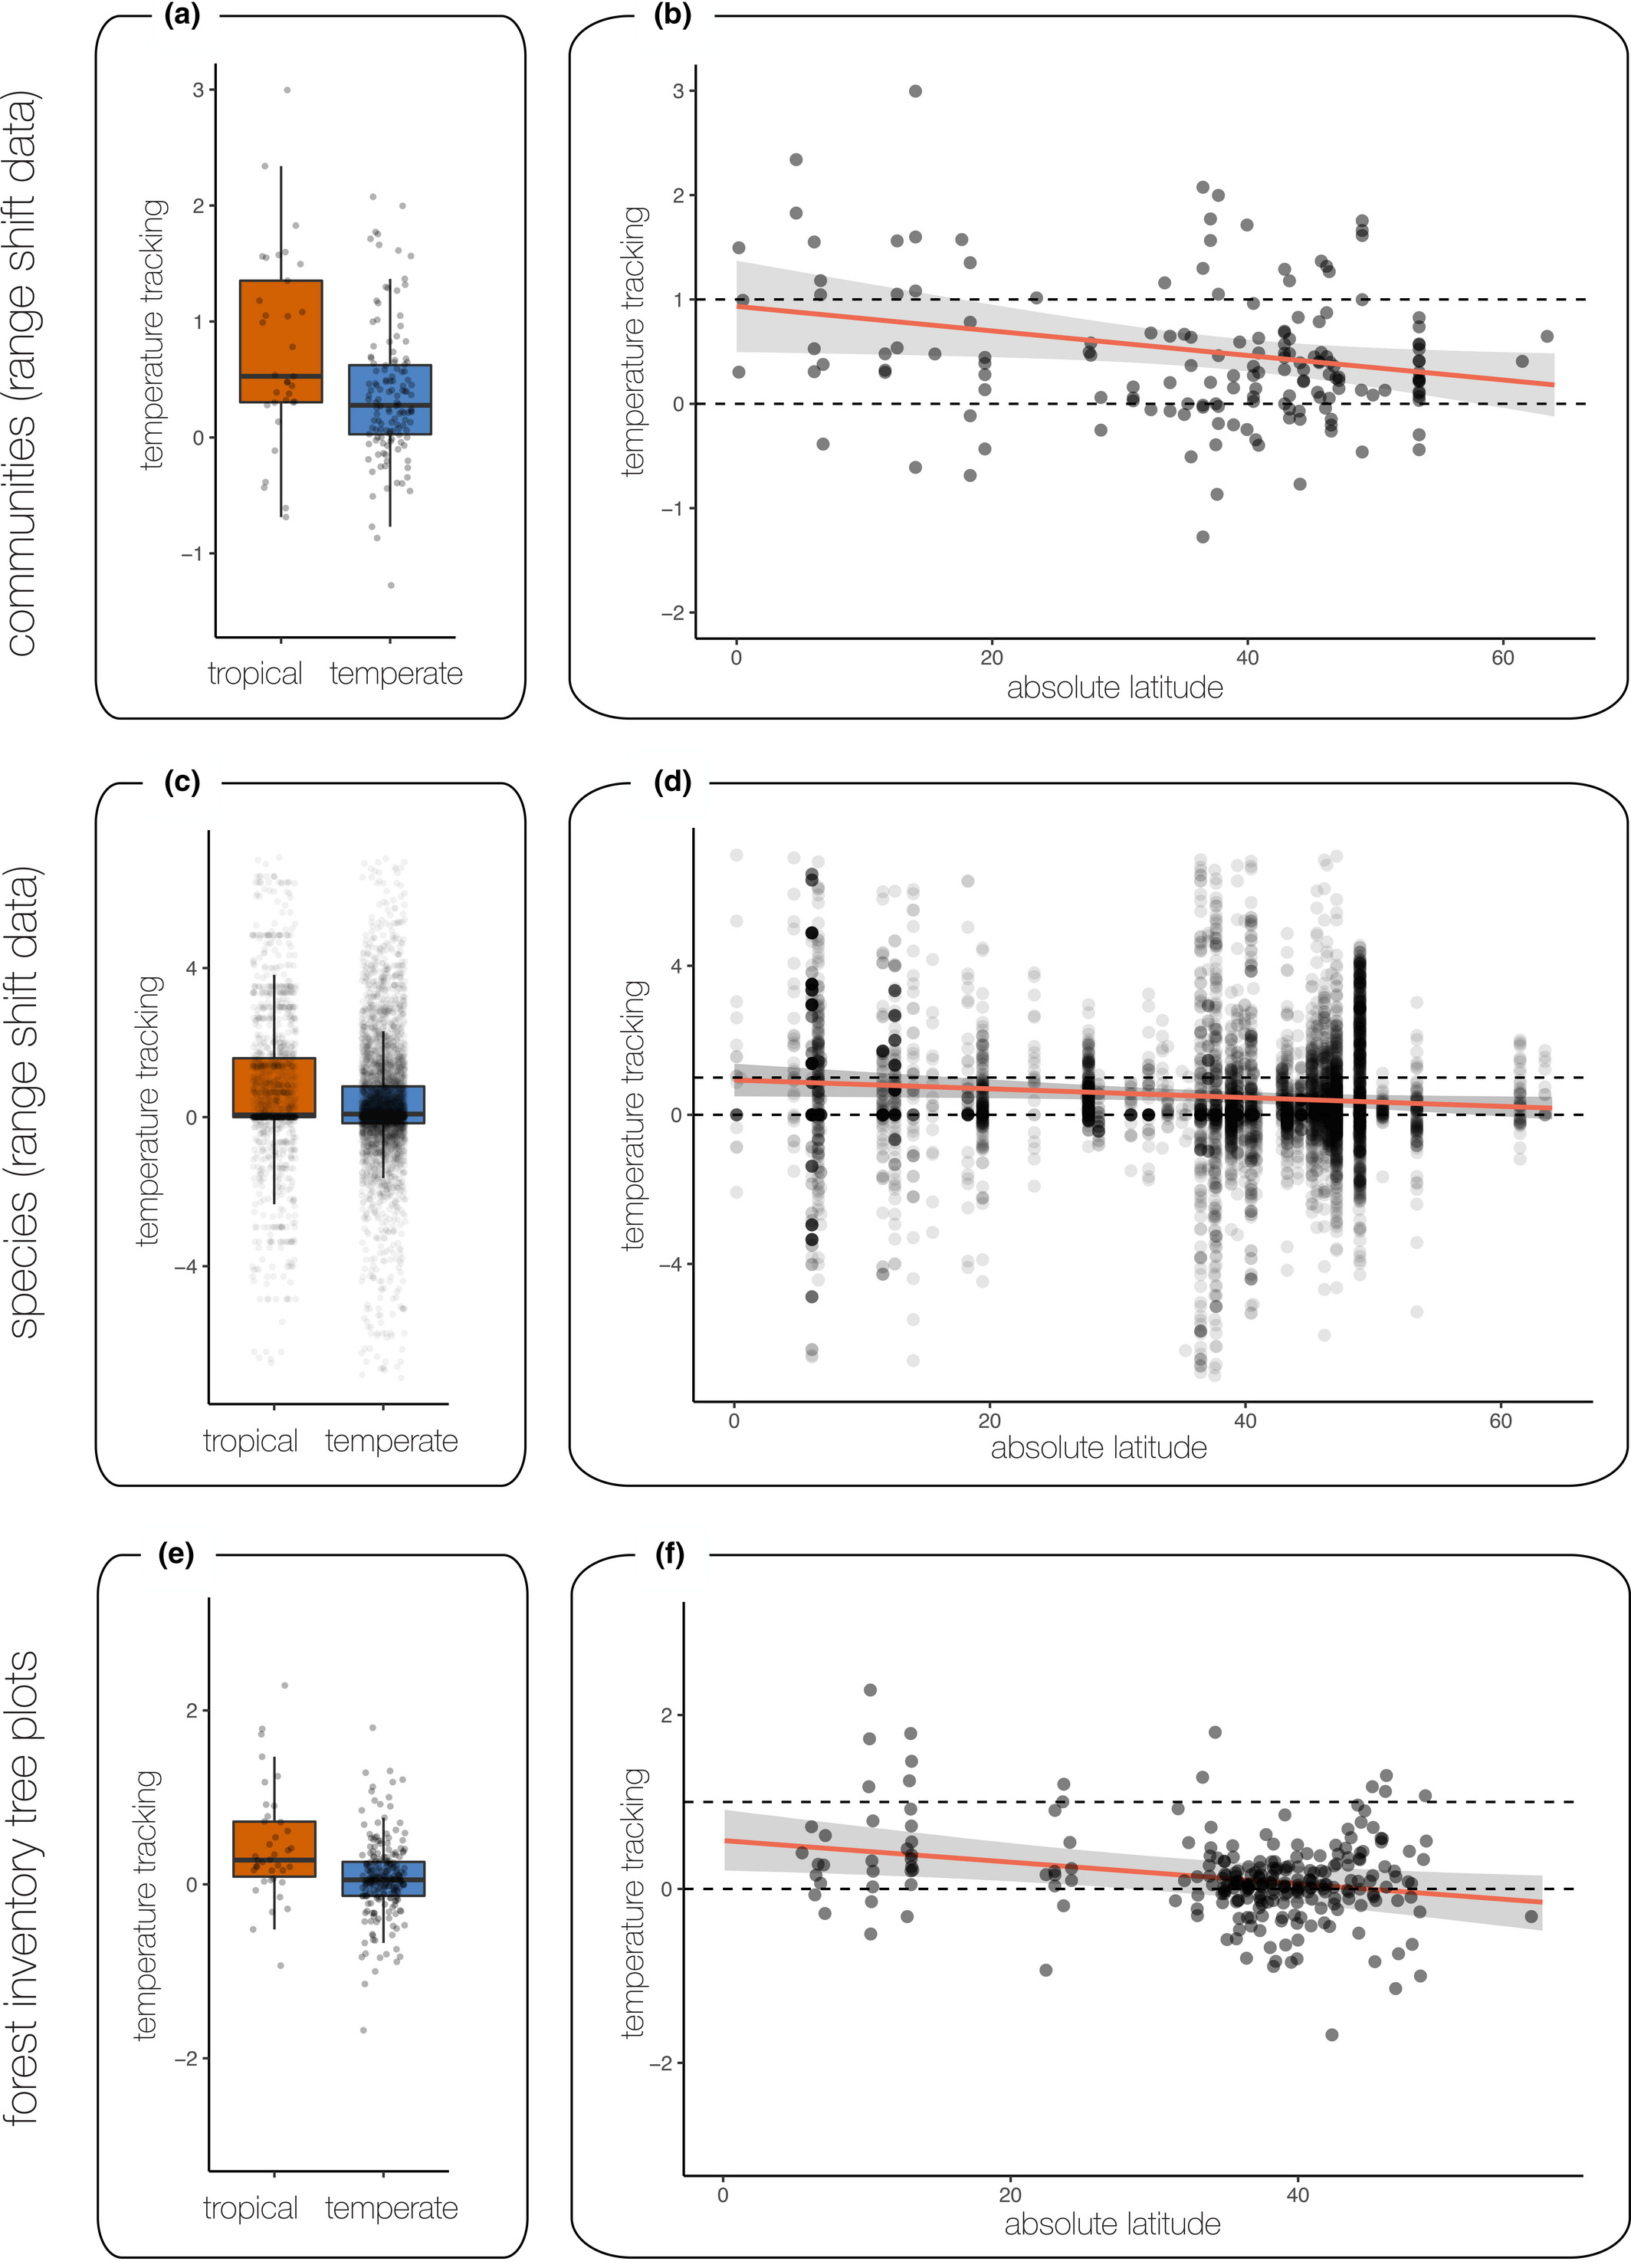 communities (range shift data)
(a)
temperature tracking
3
2
1
0
−1
tropical temperate
(b)
temperature tracking
3
2
1
0
−1
−2
0 20 40 60
absolute latitude
species (range shift data)
(c)
temperature tracking
4
0
−4
tropical temperate
(d)
temperature tracking
4
0
−4
0 20 40 60
absolute latitude
forest inventory tree plots
(e)
temperature tracking
2
0
−2
tropical temperate
(f)
temperature tracking
2
0
−2
0 20 40
absolute latitude